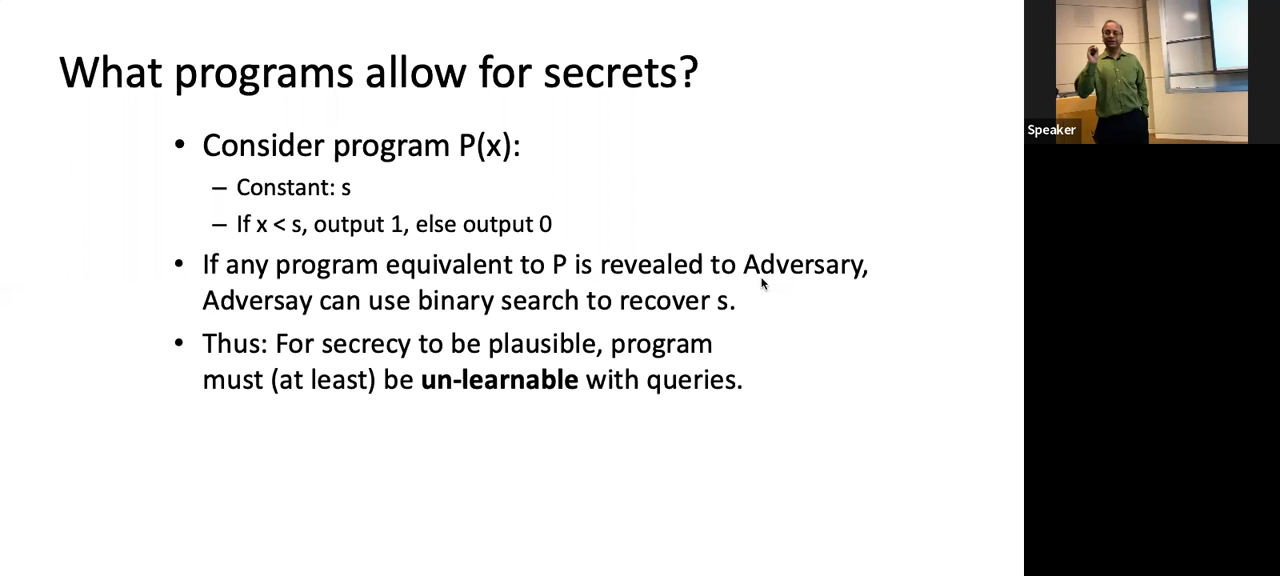 What programs allow for secrets?
• Consider program P(x):
– Constant: s
– If x < s, output 1, else output 0
• If any program equivalent to P is revealed to Adversary,
Adversay can use binary search to recover s.
• Thus: For secrecy to be plausible, program
must (at least) be un-learnable with queries.
Speaker